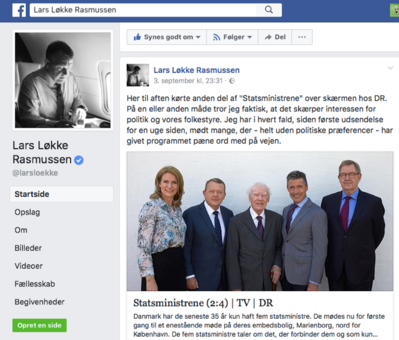 Lars Løkke Rasmussen
Synes godt om
Følger
Del
Lars Løkke Rasmussen
3. september kl. 23:31
Her til aften kørte anden del af "Statsministrene" over skærmen hos DR.
På en eller anden måde tror jeg faktisk, at det skærper interessen for
politik og vores folkestyre. Jeg har i hvert fald, siden første udsendelse
for en uge siden, mødt mange, der - helt uden politiske præferencer - har
givet programmet pæne ord med på vejen.
Lars Løkke
Rasmussen
@larsloekke
Startside
Opslag
Om
Billeder
Videoer
Fællesskab
Begivenheder
Opret en side
Statsministrene (2:4) | TV | DR
Danmark har de seneste 35 år kun haft fem statsministre. De mødes nu for første
gang til et enestående møde på deres embedsbolig, Marienborg, nord for
København. De fem statsministre taler om det, der forbinder dem og som kun...